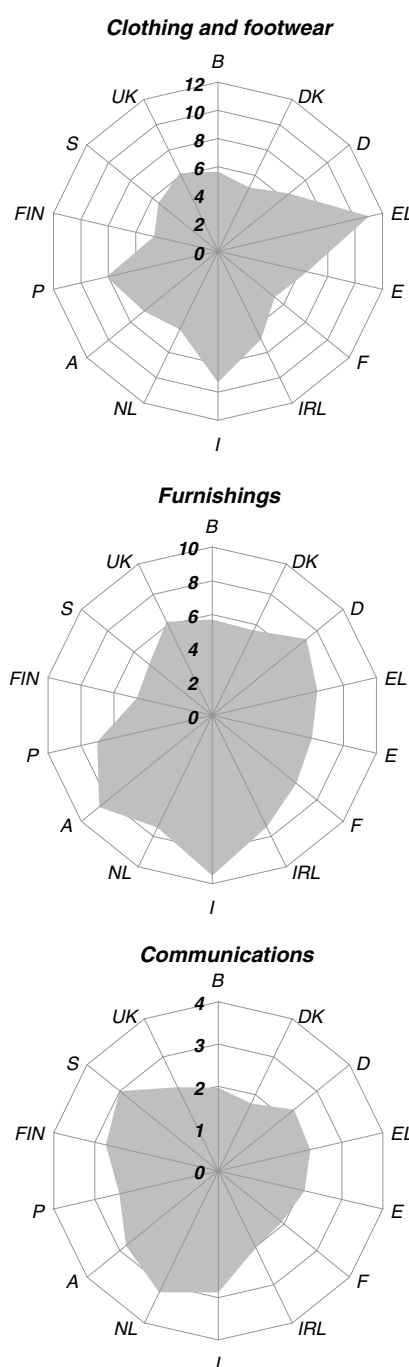 Clothing and footwear
B
12
UK
DK
10
S
8
D
6
4
FIN
EL
2
0
P
E
A
F
NL
IRL
I
Furnishings
B
10
UK
DK
8
S
D
6
4
FIN
EL
2
0
P
E
A
F
NL
IRL
I
Communications
B
4
UK
DK
3
S
D
2
FIN
EL
1
0
P
E
A
F
NL
IRL
I